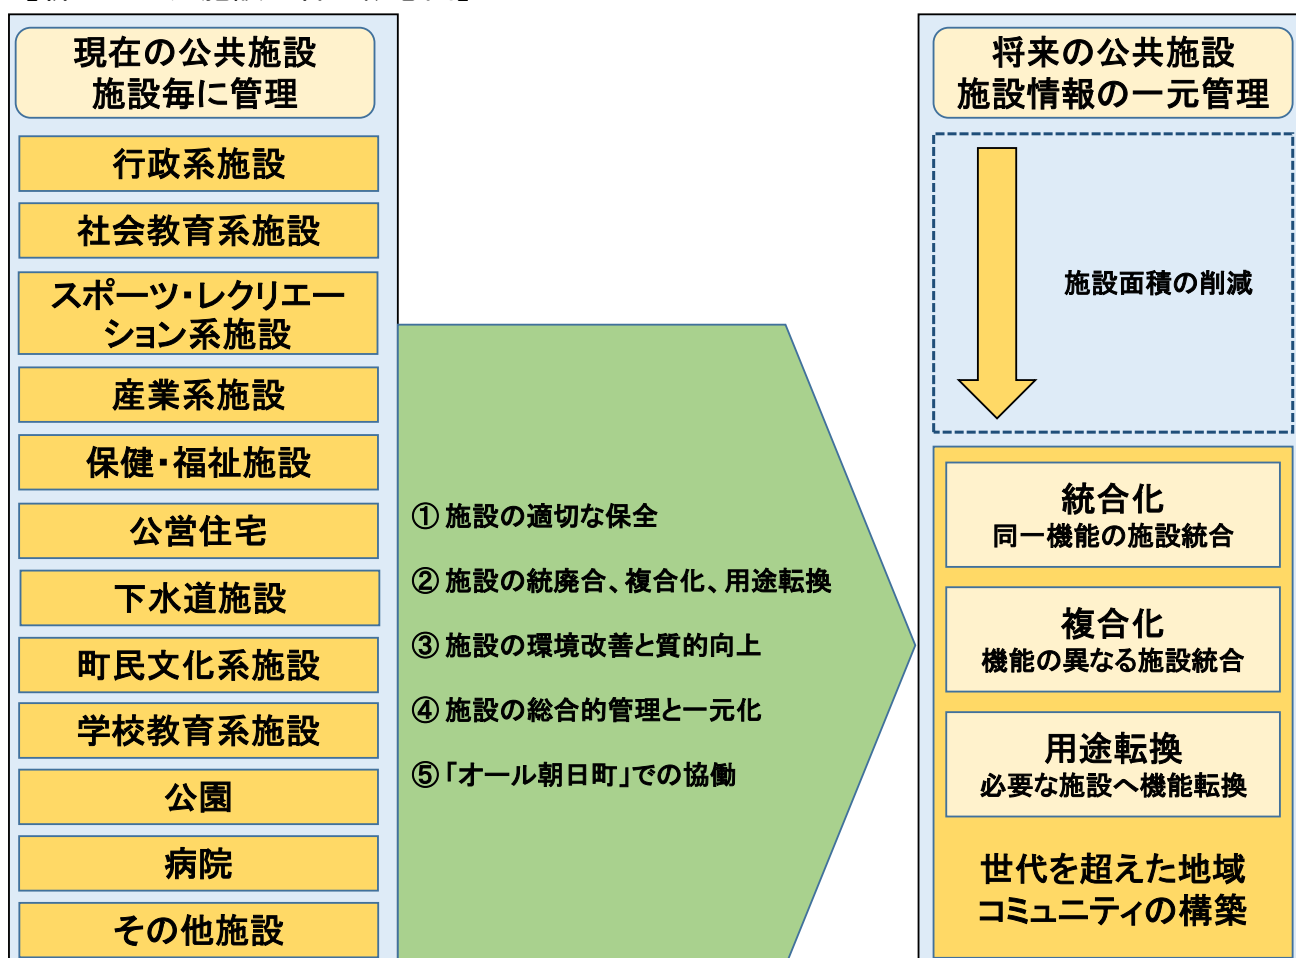 現在の公共施設
施設毎に管理
行政系施設
社会教育系施設
スポーツ・レクリエー
ション系施設
産業系施設
保健・福祉施設
公営住宅
下水道施設
町民文化系施設
学校教育系施設
公園
病院
その他施設
① 施設の適切な保全
② 施設の統廃合、複合化、用途転換
③ 施設の環境改善と質的向上
④ 施設の総合的管理と一元化
⑤ 「オール朝日町」での協働
将来の公共施設
施設情報の一元管理
施設面積の削減
統合化
同一機能の施設統合
複合化
機能の異なる施設統合
用途転換
必要な施設へ機能転換
世代を超えた地域
コミュニティの構築